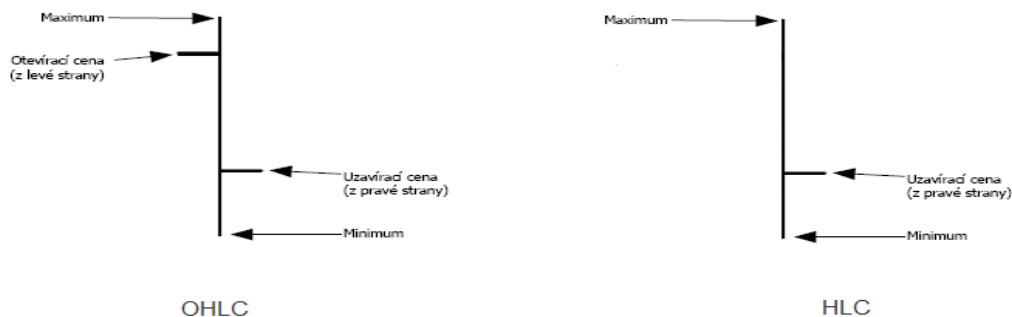 Maximum
Otevírací cena
(z levé strany)
Uzavírací cena
(z pravé strany)
Minimum
OHLC
Maximum
Uzavírací cena
(z pravé strany)
Minimum
HLC